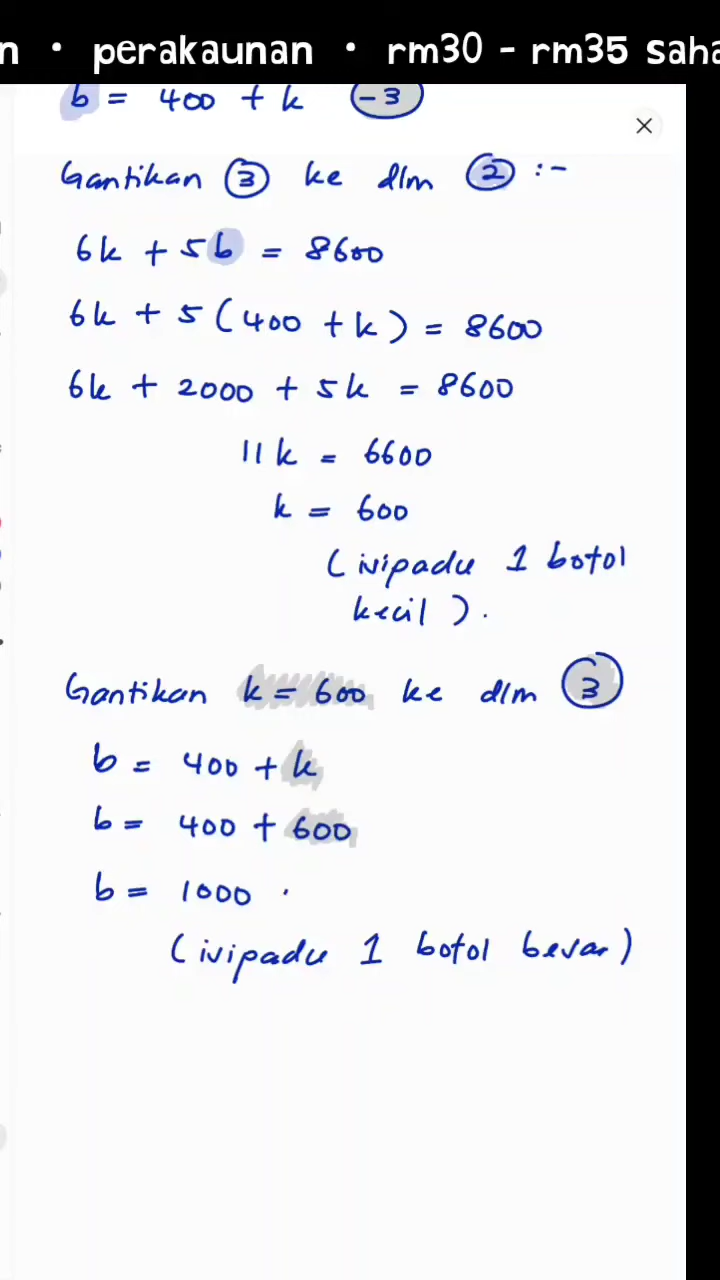 n • perakaunan • rm30 - rm35 saha
b = 400 + k (-3)
Gantikan (3) ke dlm (2) :-
6k + 5b = 8600
6k + 5 (400 + k) = 8600
6k + 2000 + 5k = 8600
11k = 6600
k = 600
(isipadu 1 botol
kecil).
Gantikan k = 600 ke dlm (3)
b = 400 + k
b = 400 + 600
b = 1000 .
(isipadu 1 botol besar)